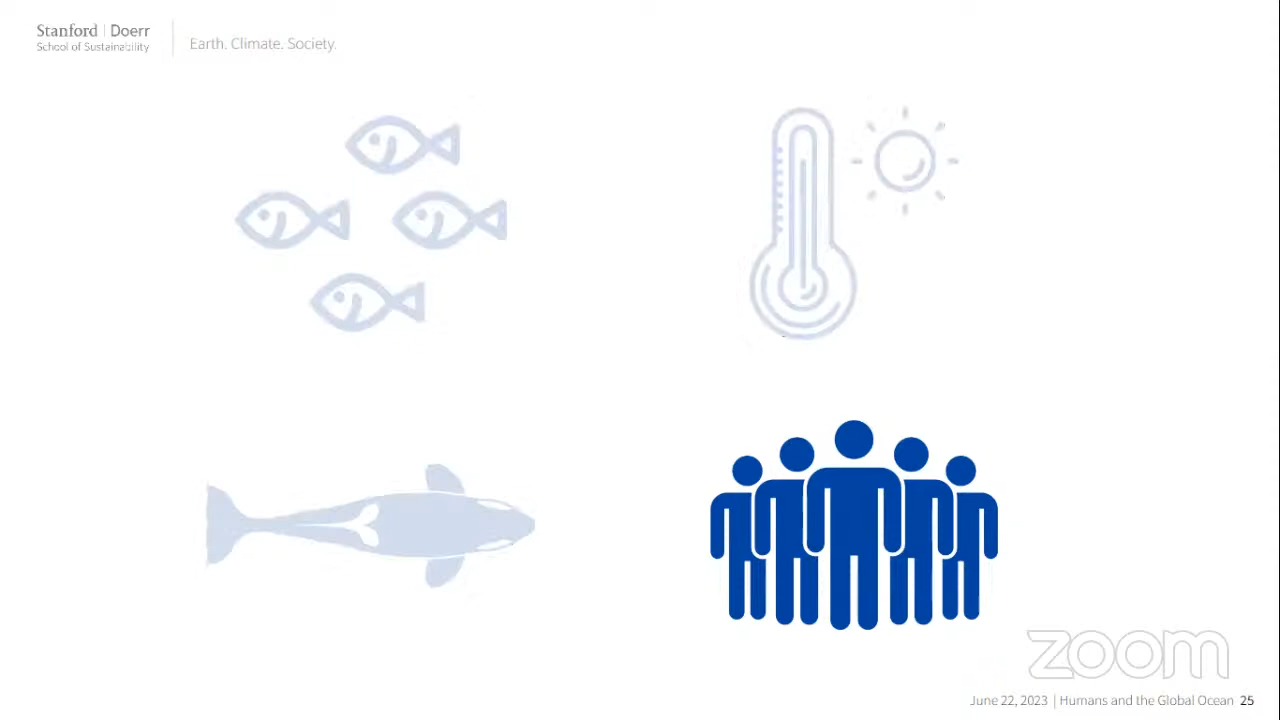 Stanford | Doerr
School of Sustainability
Earth. Climate. Society.
zoom
June 22, 2023 | Humans and the Global Ocean 25